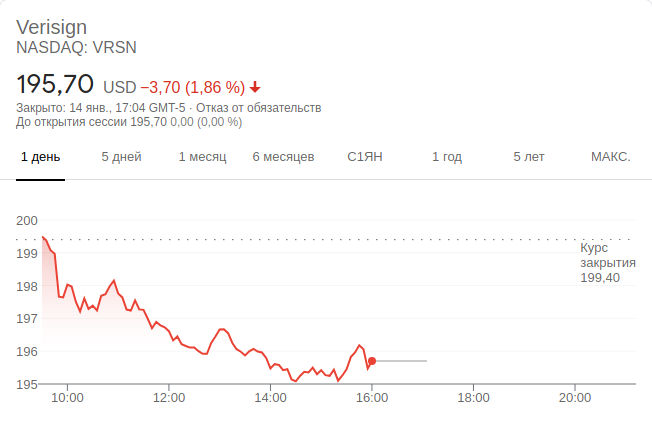 Verisign
NASDAQ: VRSN
195,70 USD −3,70 (1,86 %)
Закрыто: 14 янв., 17:04 GMT-5 · Отказ от обязательств
До открытия сессии 195,70 0,00 (0,00 %)
1 день 5 дней 1 месяц 6 месяцев С1ЯН 1 год 5 лет МАКС.
200
199
198
197
196
195
Курс
закрытия
199,40
10:00 12:00 14:00 16:00 18:00 20:00